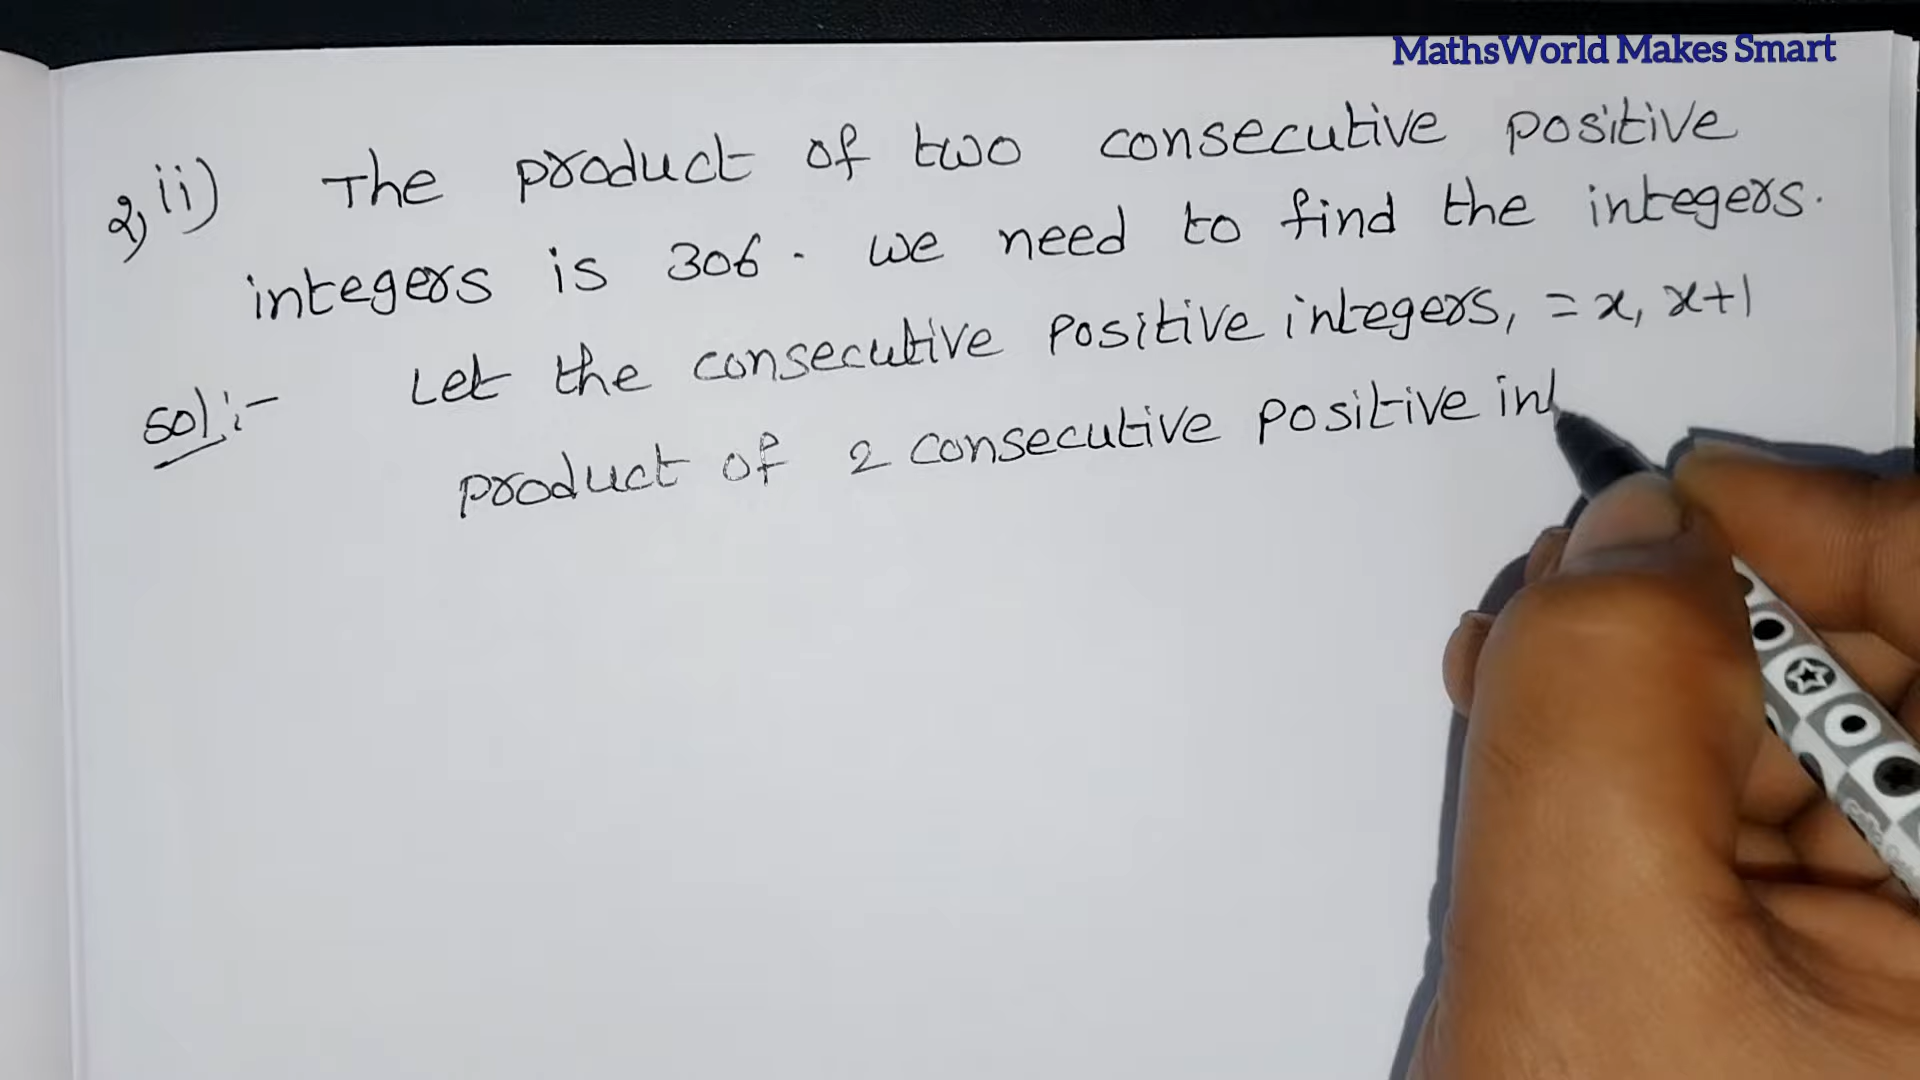 MathsWorld Makes Smart
2, ii) The product of two consecutive positive
integers is 306. we need to find the integers.
Sol:- Let the consecutive positive integers, = x, x+1
product of 2 consecutive positive int